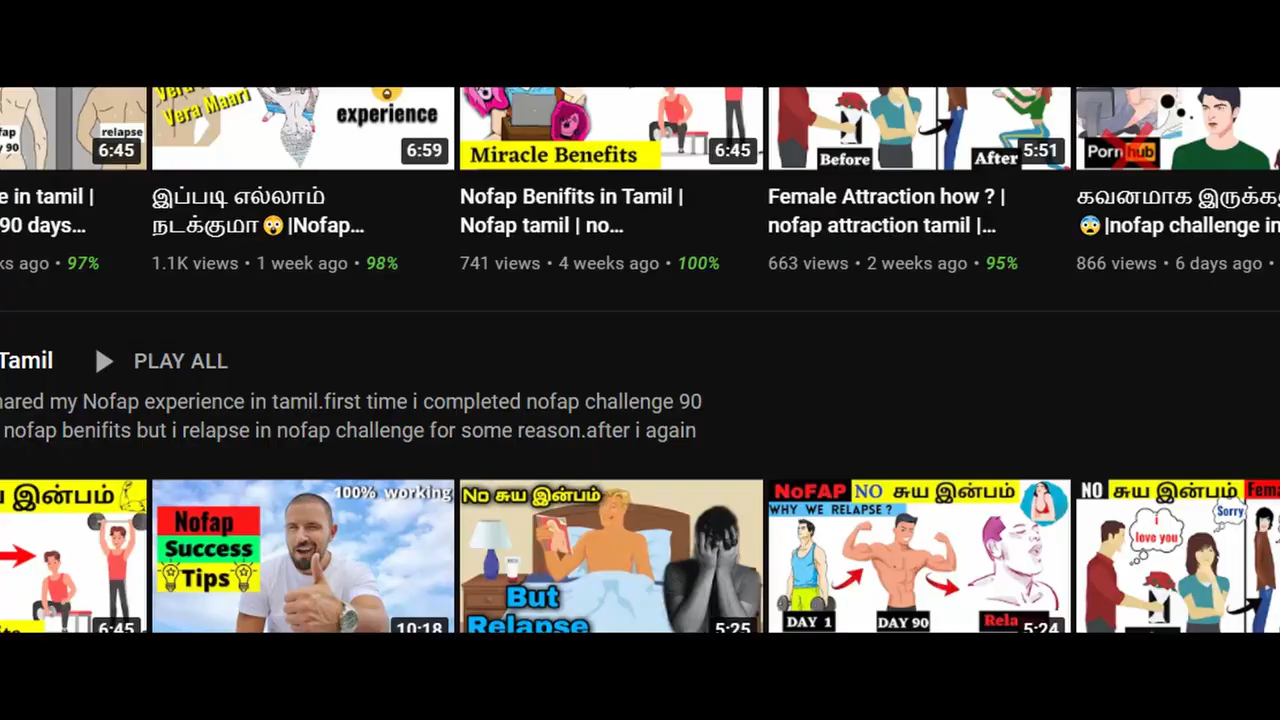 Vera Maari
experience
fap
90
relapse
6:45
6:59
Miracle Benefits
6:45
Before
After
5:51
Porn hub
e in tamil |
90 days...
ks ago • 97%
இப்படி எல்லாம்
நடக்குமா😲|Nofap...
1.1K views • 1 week ago • 98%
Nofap Benifits in Tamil |
Nofap tamil | no...
741 views • 4 weeks ago • 100%
Female Attraction how ? |
nofap attraction tamil |...
663 views • 2 weeks ago • 95%
கவனமாக
😨|nofap challenge in
866 views • 6 days ago •
Tamil
PLAY ALL
ared my Nofap experience in tamil.first time i completed nofap challenge 90
nofap benifits but i relapse in nofap challenge for some reason.after i again
இன்பம்
6:45
100% working
Nofap
Success
Tips
10:18
No சுய இன்பம்
But
Relapse
5:25
NoFAP NO சுய இன்பம்
WHY WE RELAPSE?
DAY 1
DAY 90
Rela
5:24
NO சுய இன்பம் Fema
i
love you
Sorry